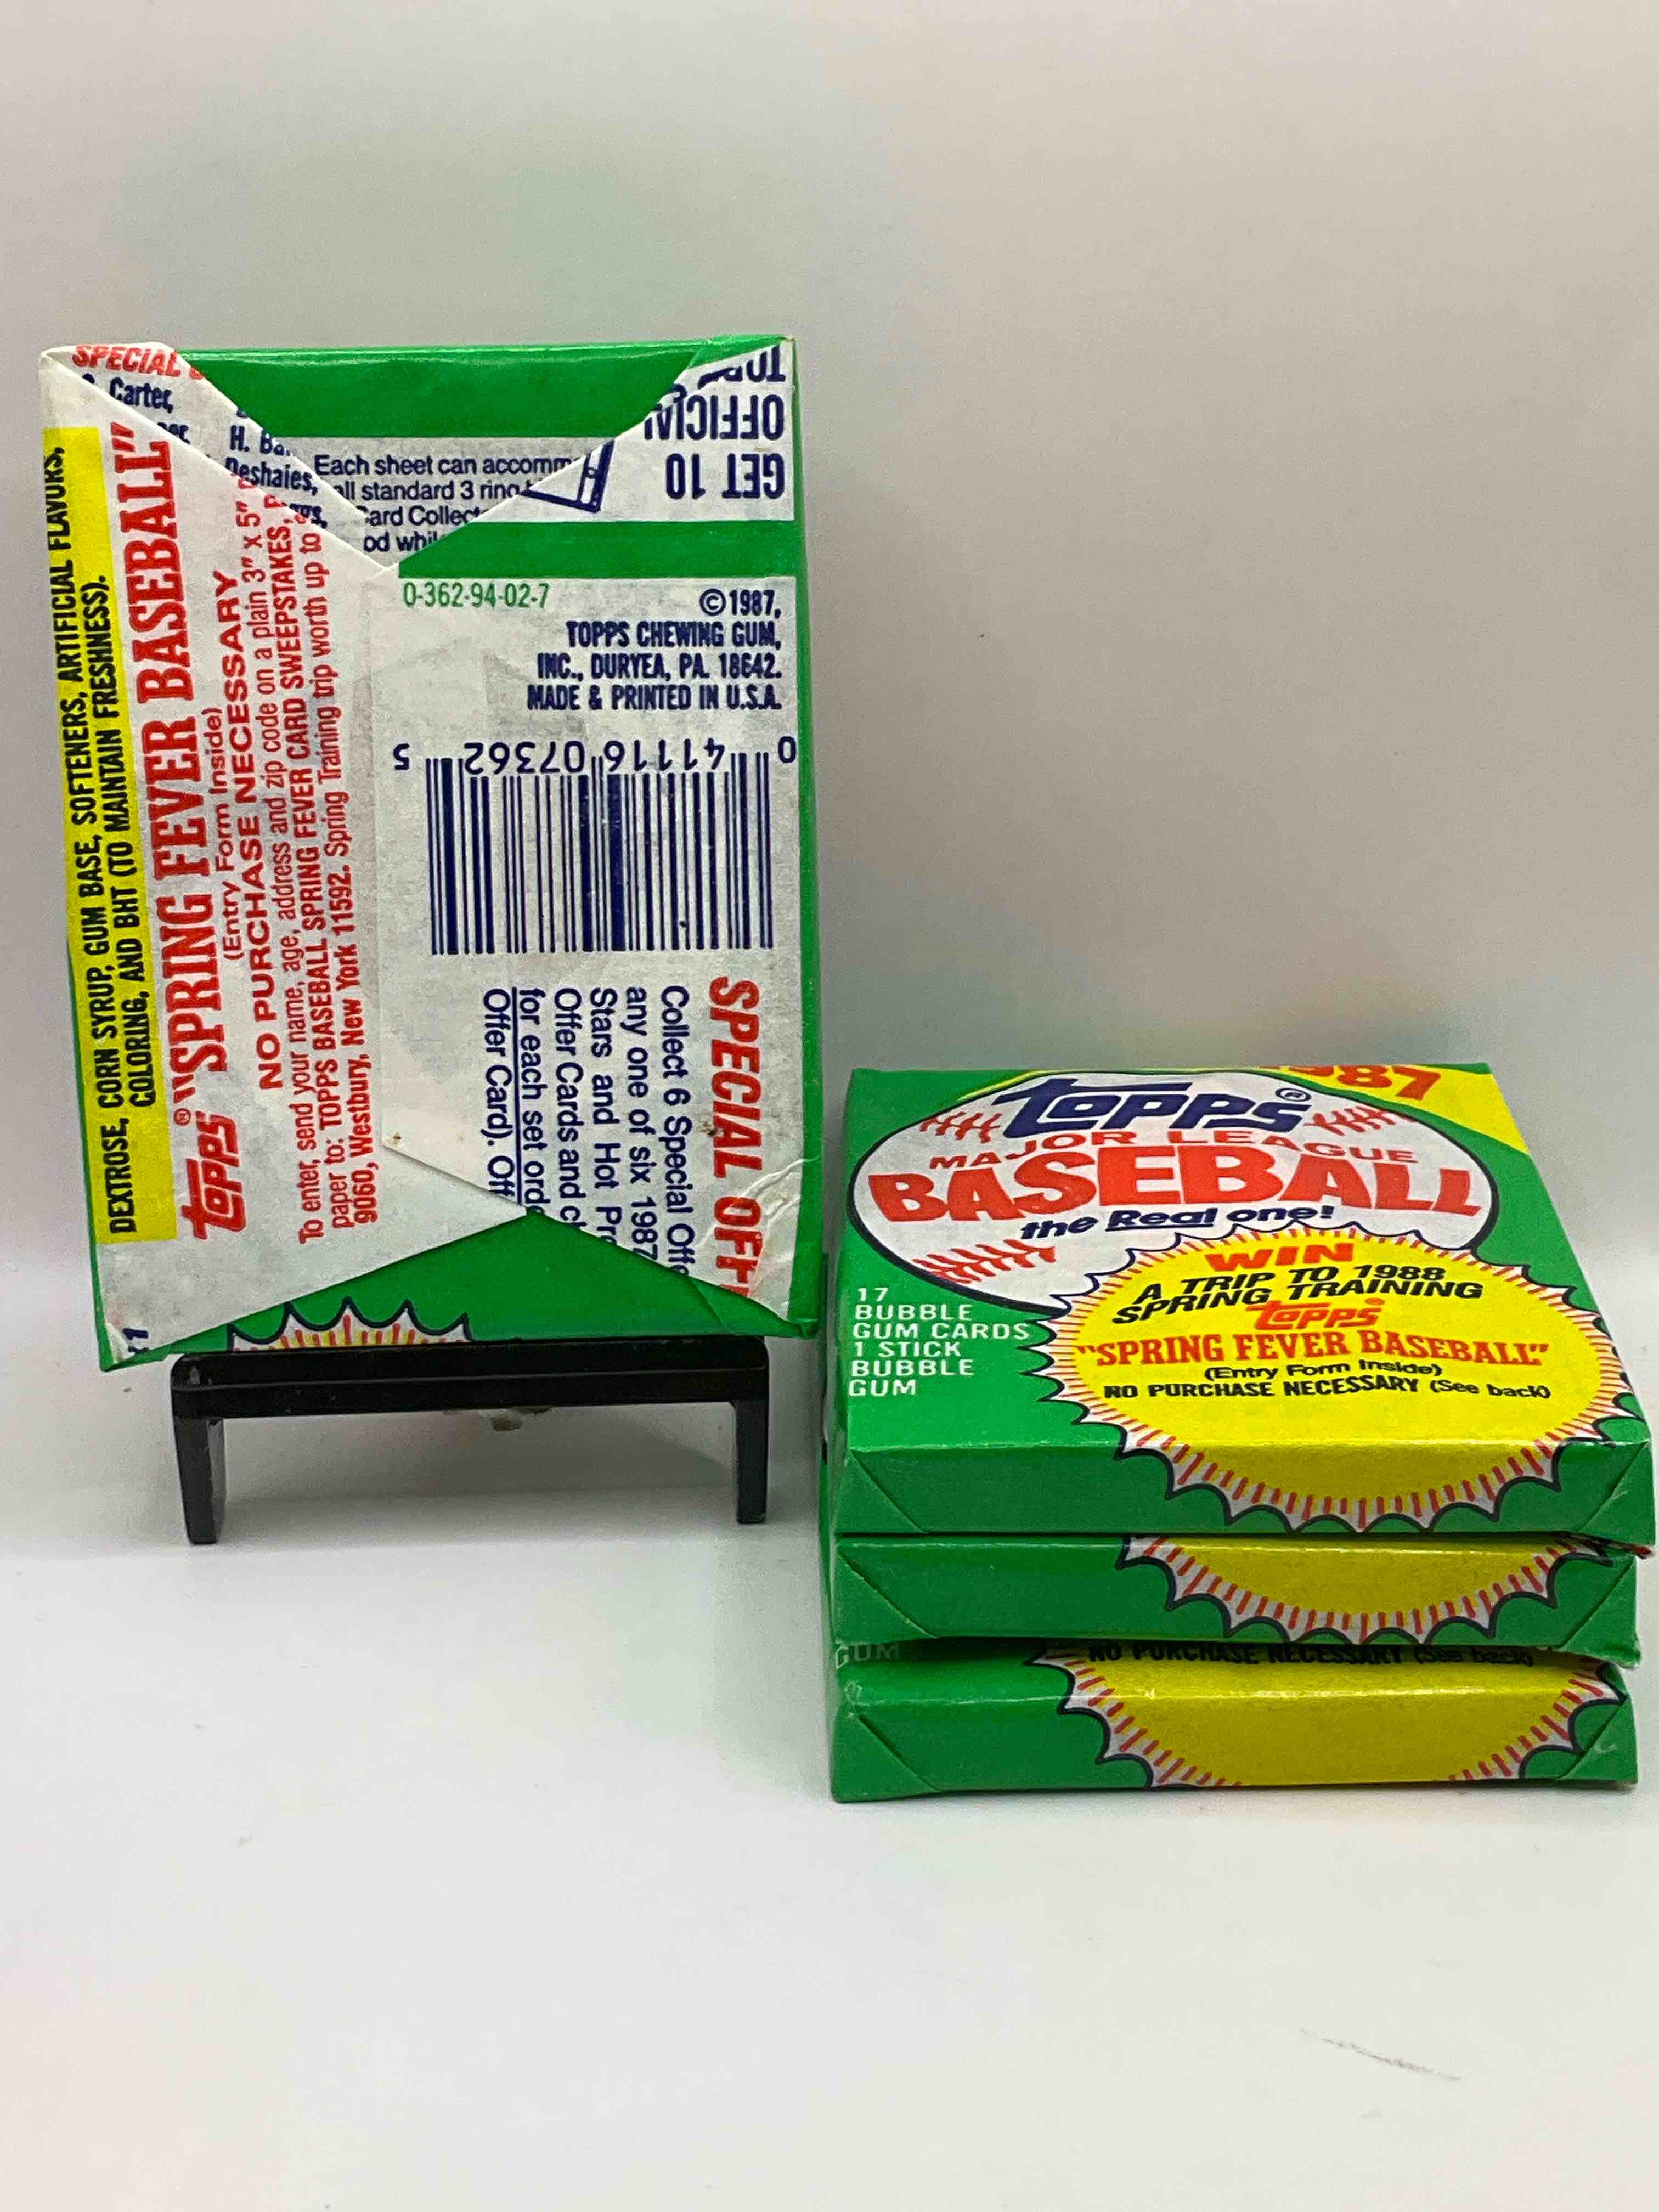 SPECIAL
Carter,
H. Ba
Deshaies,
Each sheet can accomm
all standard 3 ring
Card Collect
od whil
GET 10
OFFICIAL
DEXTROSE, CORN SYRUP, GUM BASE, SOFTENERS, ARTIFICIAL FLAVORS,
COLORING, AND BHT (TO MAINTAIN FRESHNESS).
Topps® "SPRING FEVER BASEBALL"
(Entry Form Inside)
NO PURCHASE NECESSARY
To enter, send your name, age, address and zip code on a plain 3" x 5"
paper to: TOPPS BASEBALL SPRING FEVER CARD SWEEPSTAKES, P
9060, Westbury, New York 11592. Spring Training trip worth up to
0-362-94-02-7
©1987,
TOPPS CHEWING GUM,
INC., DURYEA, PA. 18642.
MADE & PRINTED IN U.S.A.
0 41116 07362 5
SPECIAL OFF
Collect 6 Special Offe
any one of six 1987
Stars and Hot Pro
Offer Cards and ch
for each set orde
Offer Card). Off
87
Topps®
MAJOR LEAGUE
BASEBALL
the Real one!
WIN
A TRIP TO 1988
SPRING TRAINING
Topps®
"SPRING FEVER BASEBALL"
(Entry Form Inside)
NO PURCHASE NECESSARY (See back)
17
BUBBLE
GUM CARDS
1 STICK
BUBBLE
GUM
GUM
NO PURCHASE NECESSARY (See back)